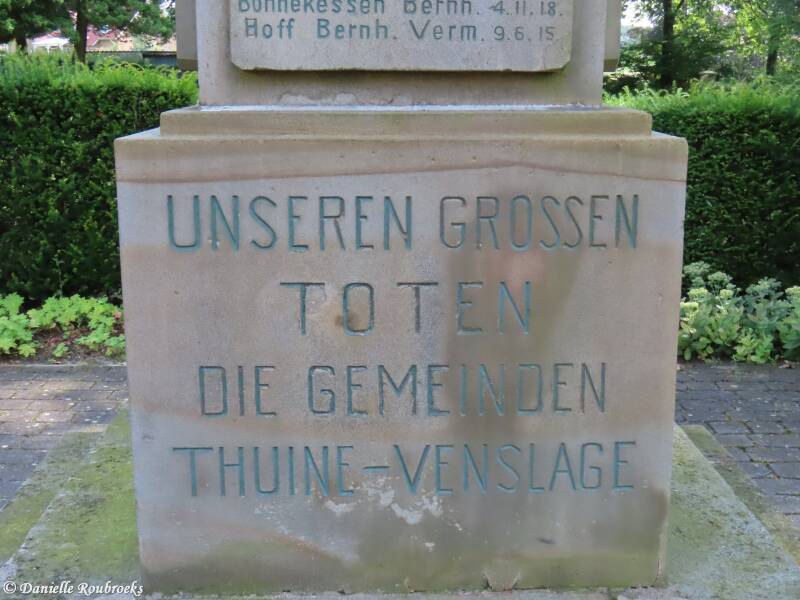 Bonnekessen Bernh. 4.11.18.
Hoff Bernh. Verm. 9.6.15.
UNSEREN GROSSEN
TOTEN
DIE GEMEINDEN
THUINE-VENSLAGE
© Danielle Roubroeks